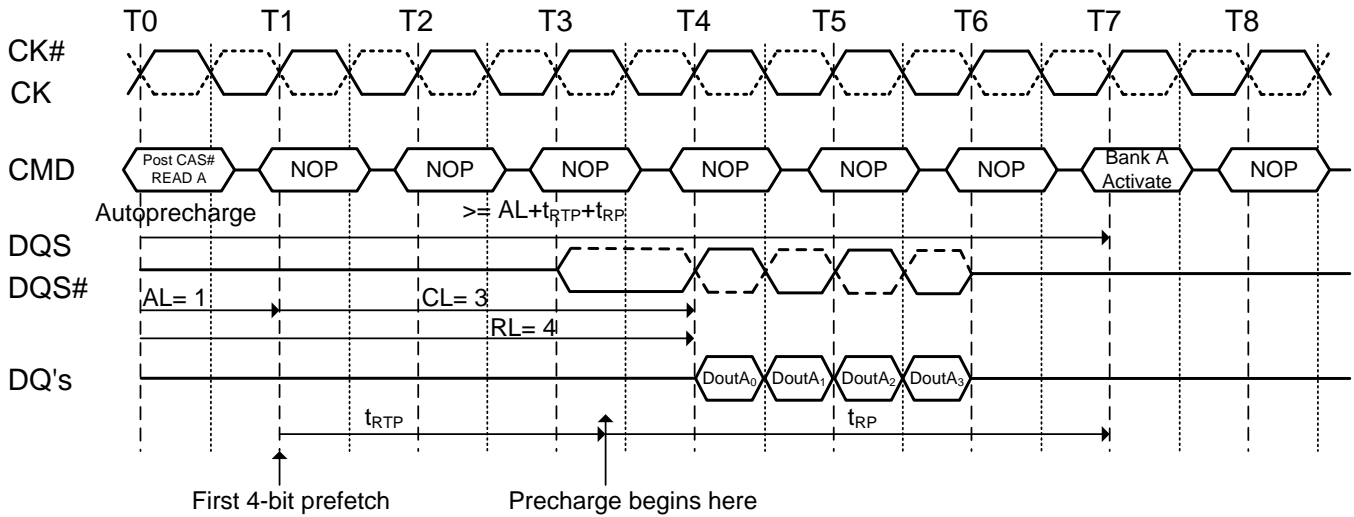 T0 T1 T2 T3 T4 T5 T6 T7 T8
CK#
CK
CMD
Post CAS#
READ A
NOP NOP NOP NOP NOP NOP
Bank A
Activate
NOP
Autoprecharge
>= AL+tRTP+tRP
DQS
DQS#
AL= 1
CL= 3
RL= 4
DQ's
DoutA0 DoutA1 DoutA2 DoutA3
tRTP
tRP
First 4-bit prefetch
Precharge begins here